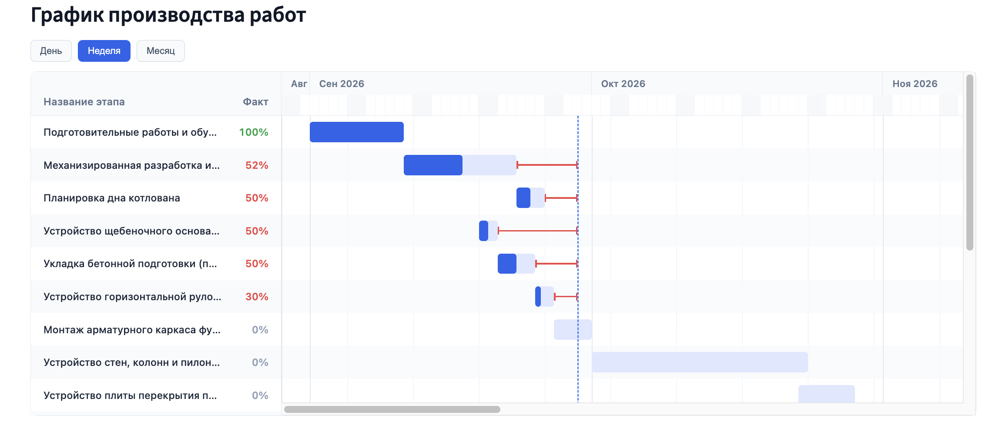 График производства работ
День Неделя Месяц
Авг Сен 2026 Окт 2026 Ноя 2026
Название этапа Факт
Подготовительные работы и обу... 100%
Механизированная разработка и... 52%
Планировка дна котлована 50%
Устройство щебеночного основа... 50%
Укладка бетонной подготовки (п... 50%
Устройство горизонтальной руло... 30%
Монтаж арматурного каркаса фу... 0%
Устройство стен, колонн и пилон... 0%
Устройство плиты перекрытия п... 0%